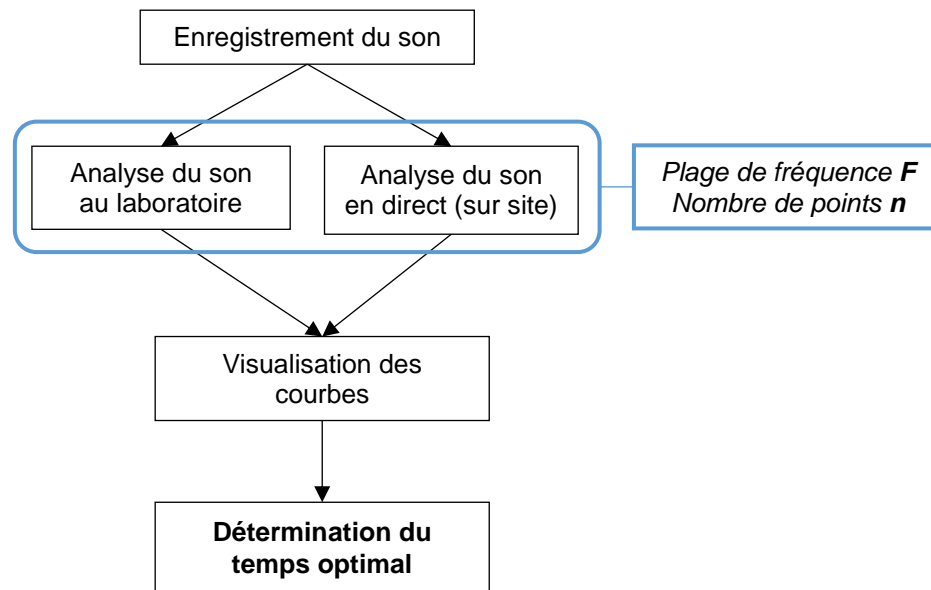 Enregistrement du son
Analyse du son
au laboratoire
Analyse du son
en direct (sur site)
Plage de fréquence F
Nombre de points n
Visualisation des
courbes
Détermination du
temps optimal